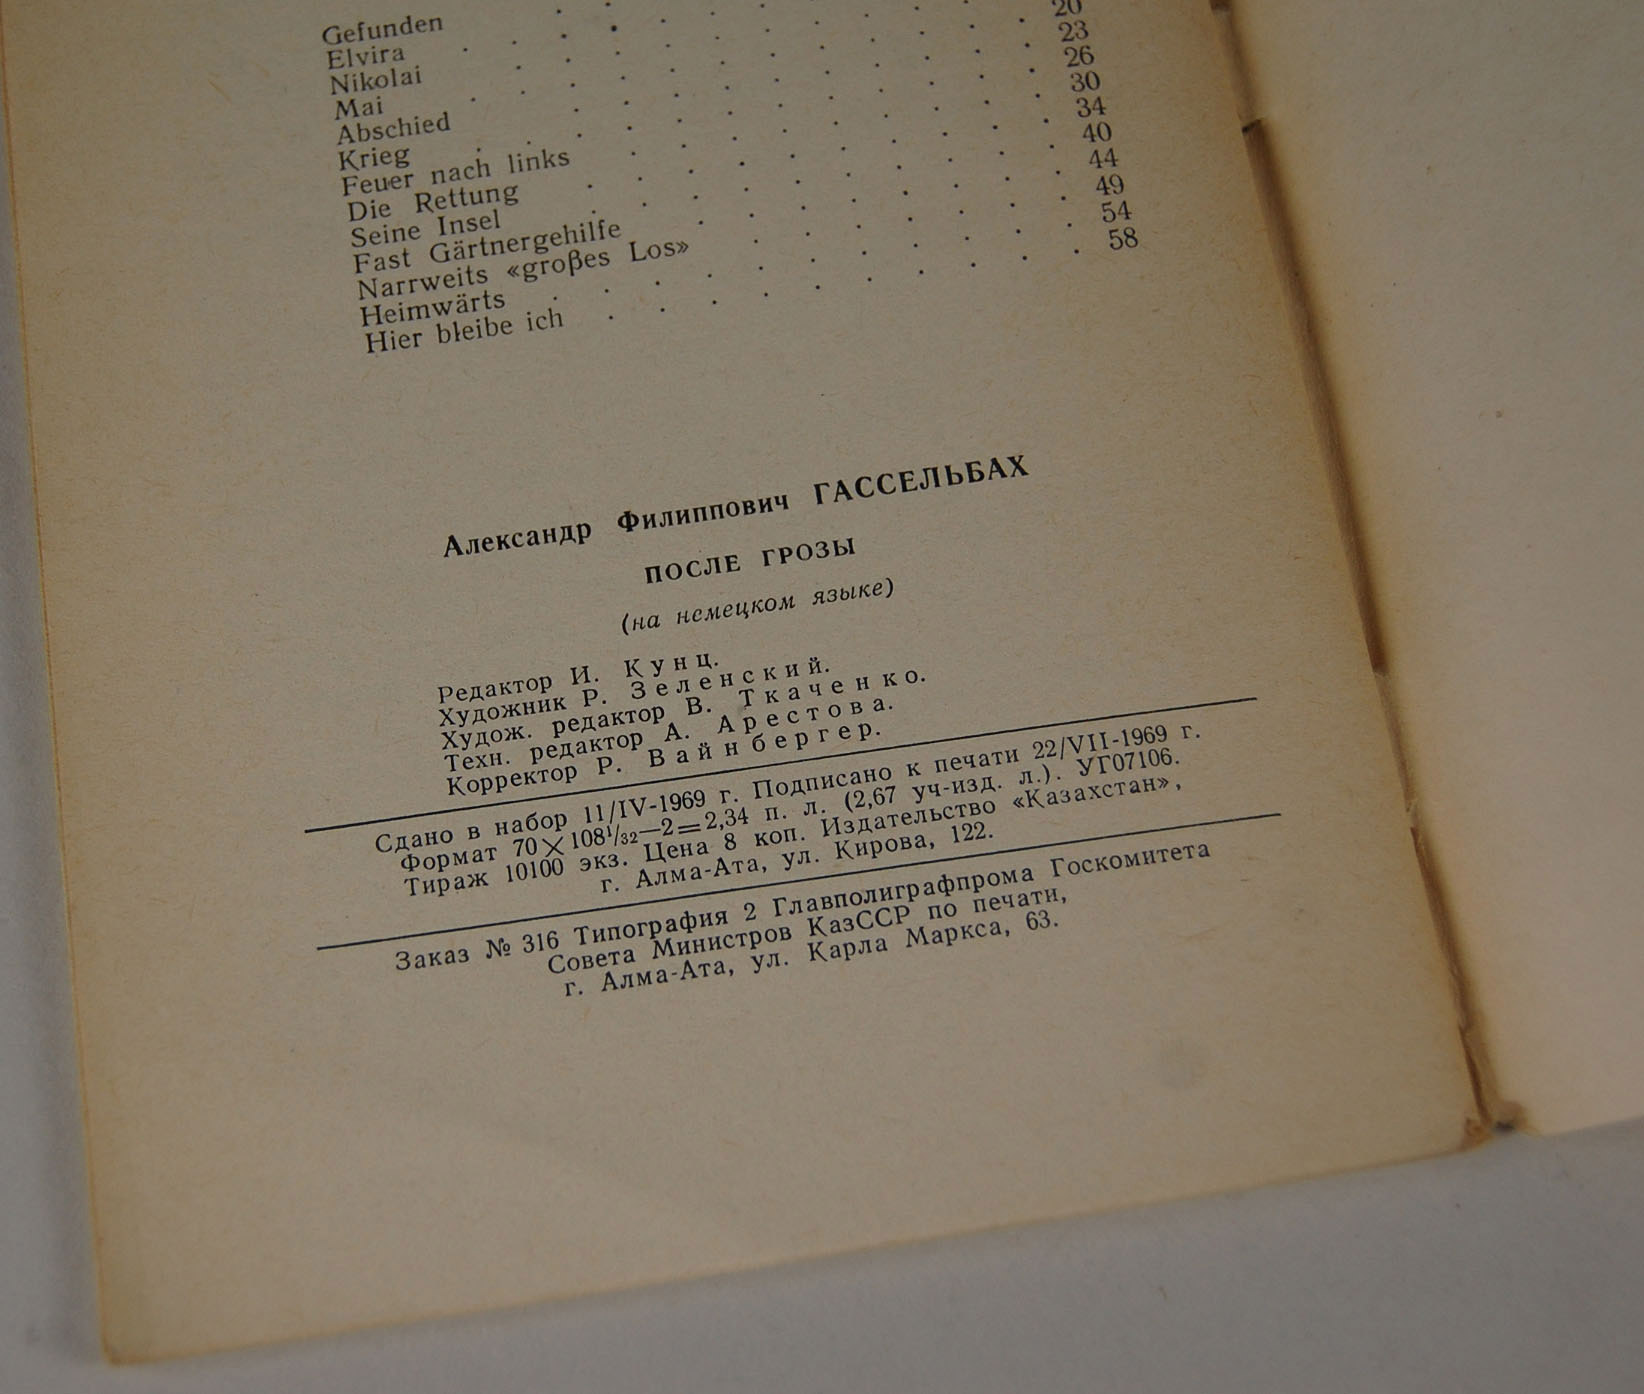 Gefunden
Elvira . . . . . . . . . . . 20
Nikolai . . . . . . . . . . . 23
Mai . . . . . . . . . . . 26
Abschied . . . . . . . . . . . 30
Krieg . . . . . . . . . . . 34
Feuer nach links . . . . . . . . . 40
Die Rettung . . . . . . . . . . 44
Seine Insel . . . . . . . . . . 49
Fast Gärtnergehilfe . . . . . . . . 54
Narrweits «großes Los» . . . . . . . 58
Heimwärts . . . . . . . . . .
Hier bleibe ich . . . . . . . . .
Александр Филиппович ГАССЕЛЬБАХ
ПОСЛЕ ГРОЗЫ
(на немецком языке)
Редактор И. Кунц.
Художник Р. Зеленский.
Худож. редактор В. Ткаченко.
Техн. редактор А. Арестова.
Корректор Р. Вайнбергер.
Сдано в набор 11/IV-1969 г. Подписано к печати 22/VII-1969 г.
Формат 70×108¹/₃₂—2=2,34 п. л. (2,67 уч-изд. л.). УГ07106.
Тираж 10100 экз. Цена 8 коп. Издательство «Казахстан»,
г. Алма-Ата, ул. Кирова, 122.
Заказ № 316 Типография 2 Главполиграфпрома Госкомитета
Совета Министров КазССР по печати,
г. Алма-Ата, ул. Карла Маркса, 63.